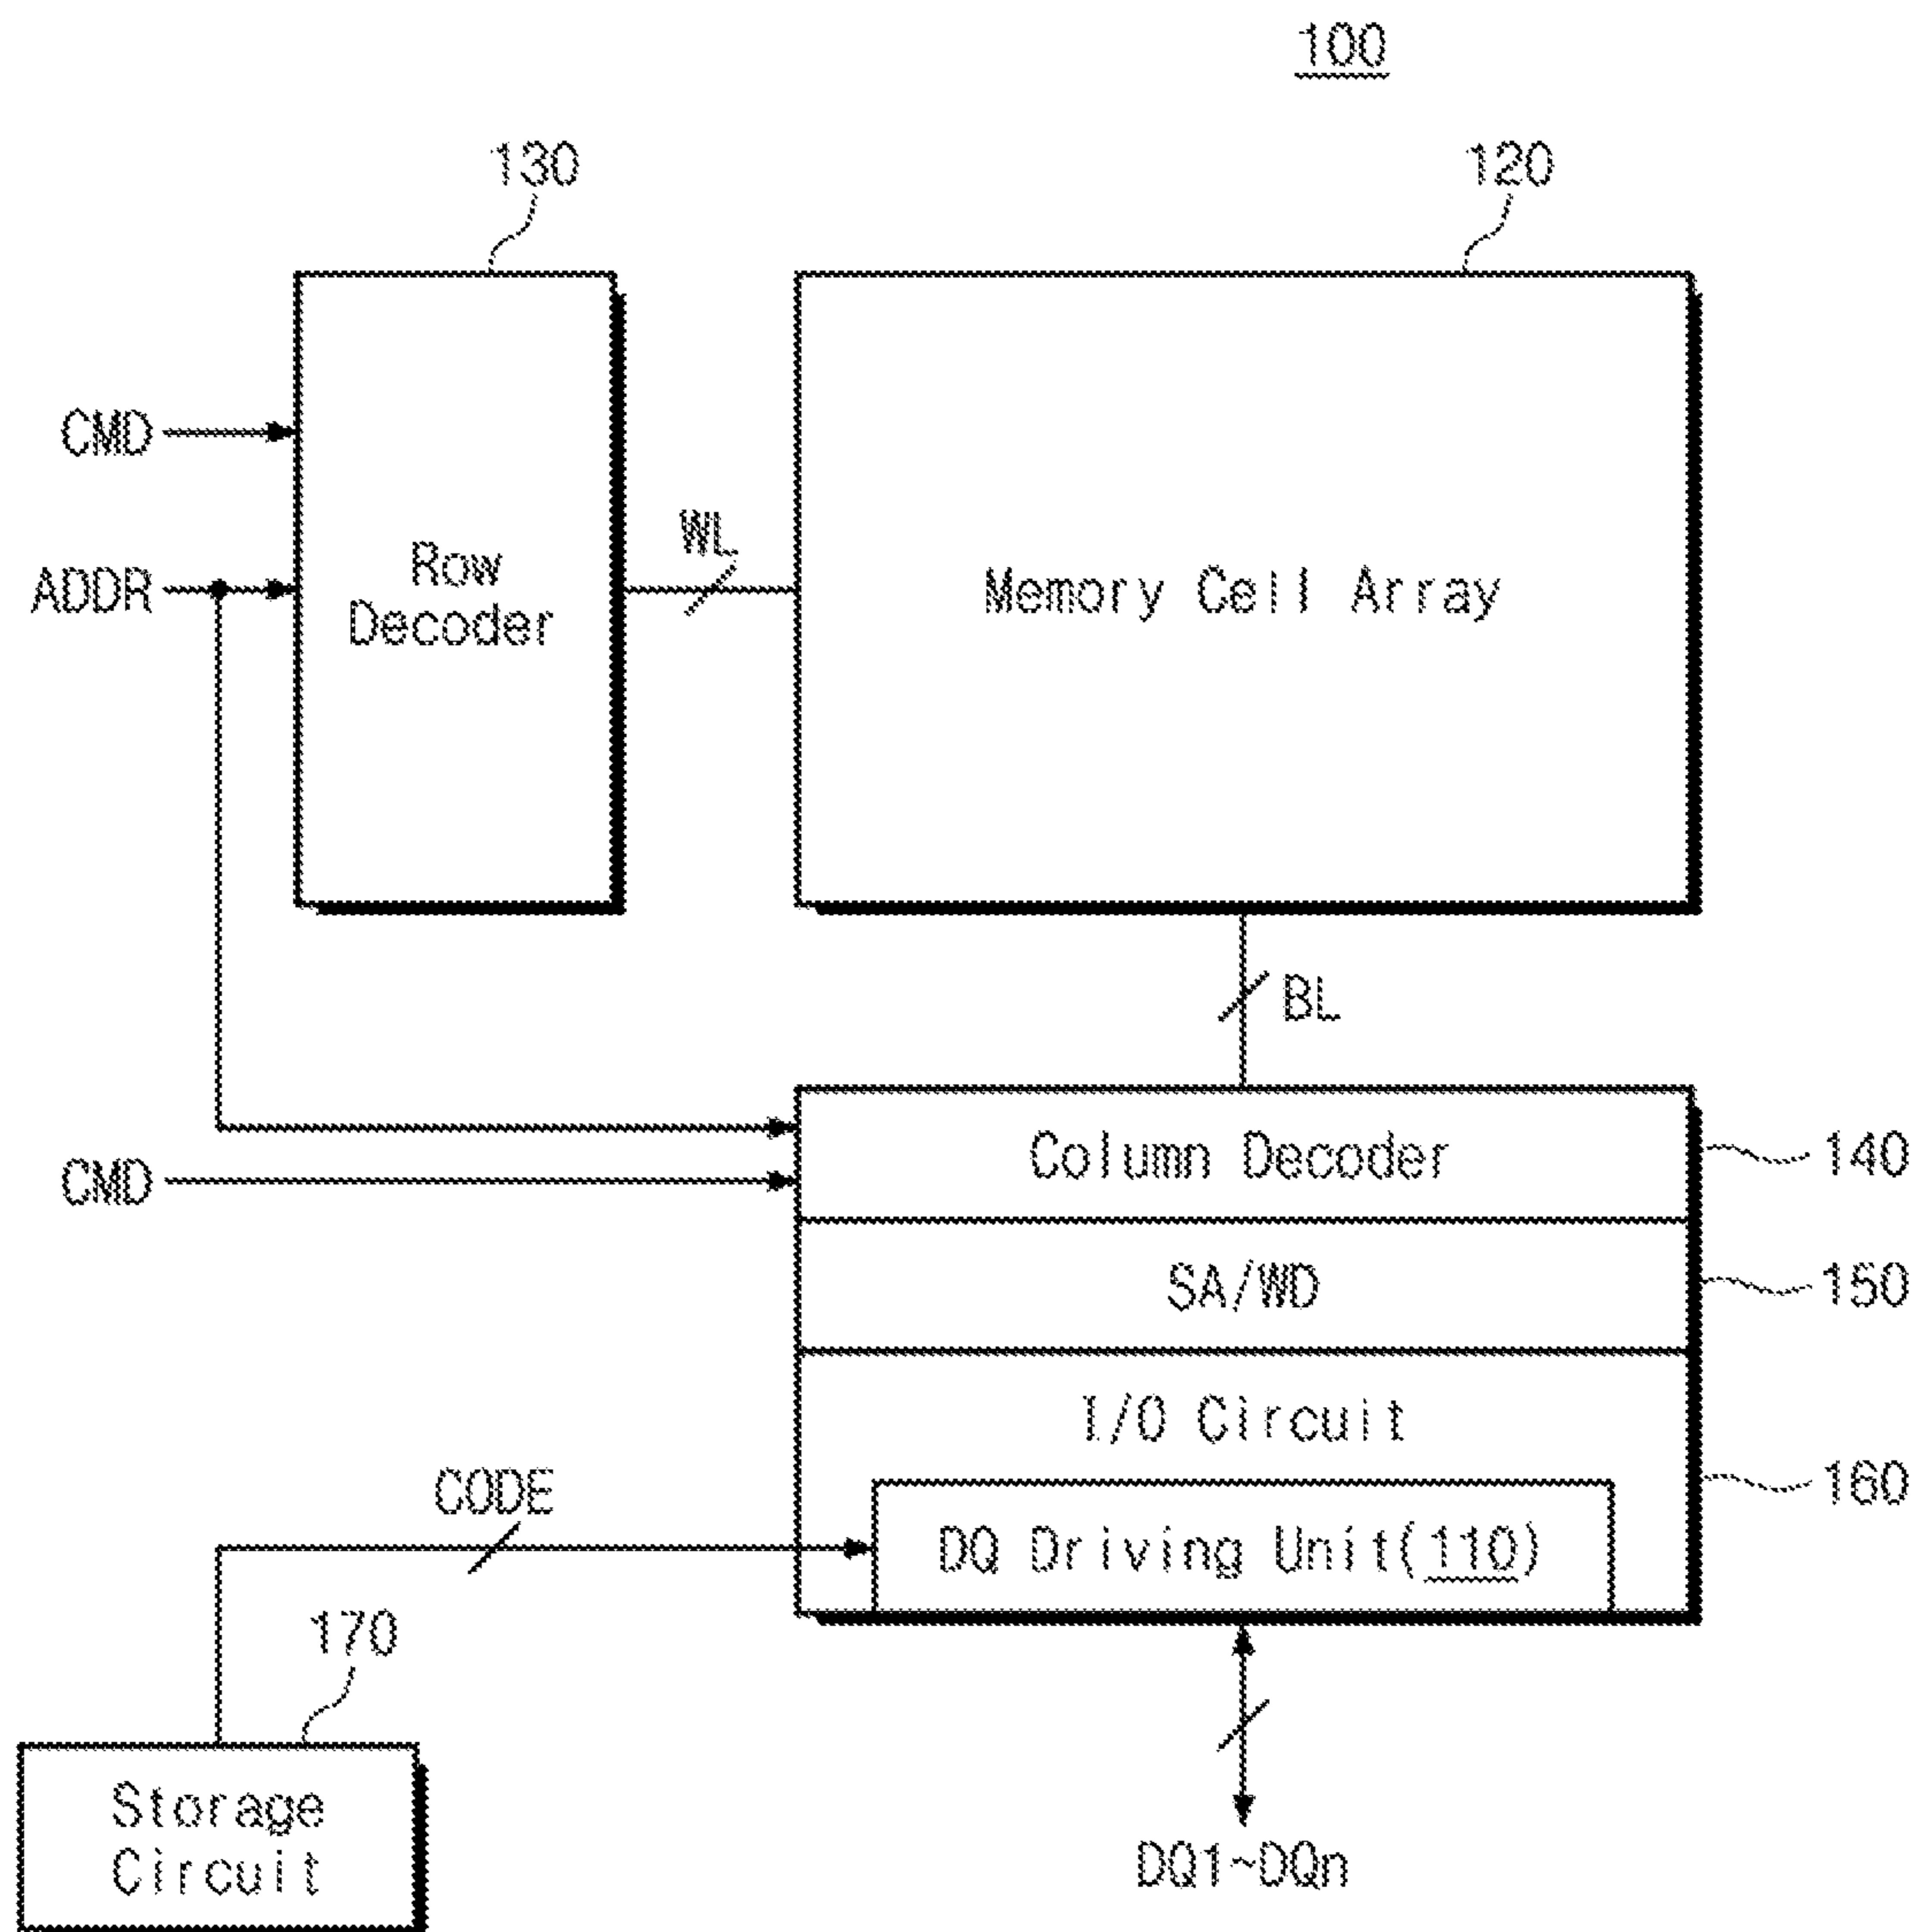 100
130
120
CMD
ADDR
Row
Decoder
WL
Memory Cell Array
BL
Column Decoder
140
CMD
SA/WD
150
I/O Circuit
160
CODE
DQ Driving Unit(110)
170
Storage
Circuit
DQ1~DQn